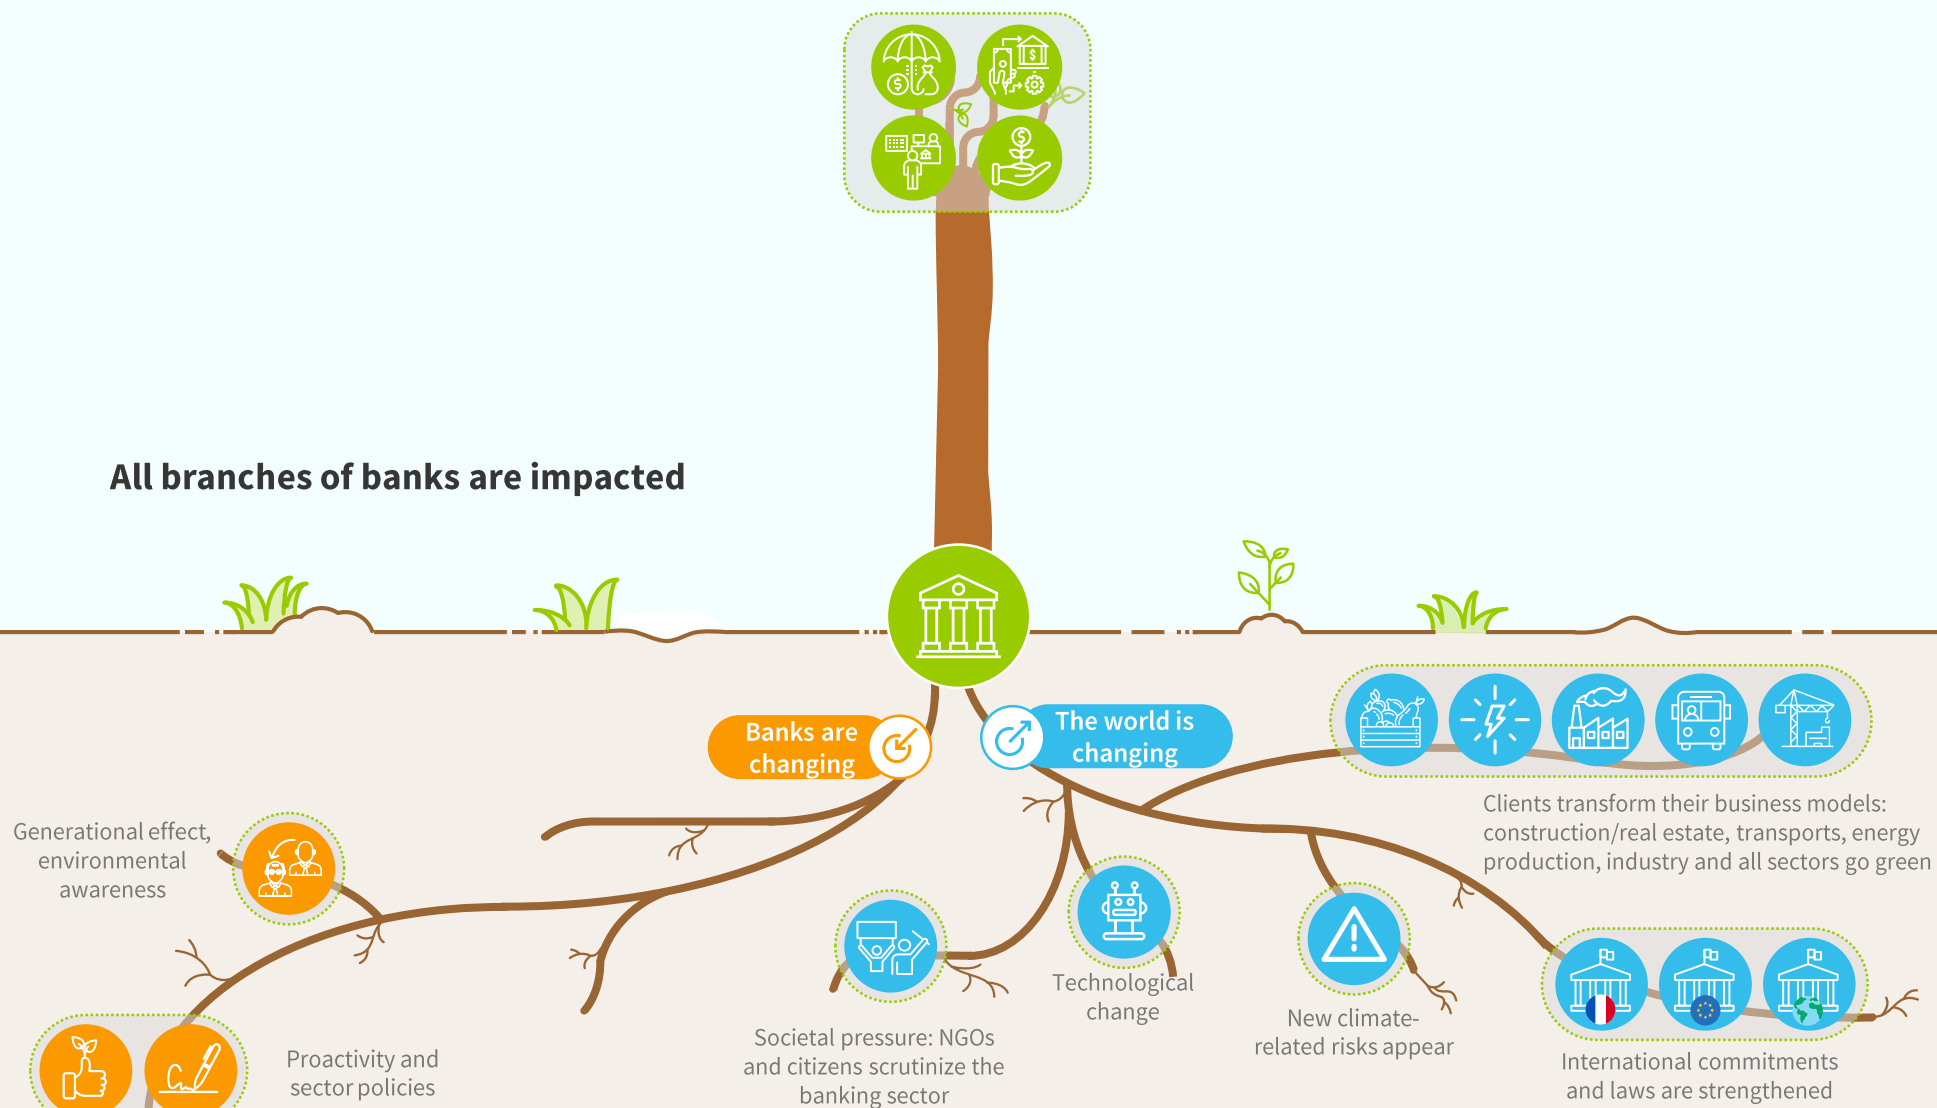 All branches of banks are impacted
Banks are
changing
The world is
changing
Generational effect,
environmental
awareness
Proactivity and
sector policies
Societal pressure: NGOs
and citizens scrutinize the
banking sector
Technological
change
New climate-
related risks appear
Clients transform their business models:
construction/real estate, transports, energy
production, industry and all sectors go green
International commitments
and laws are strengthened